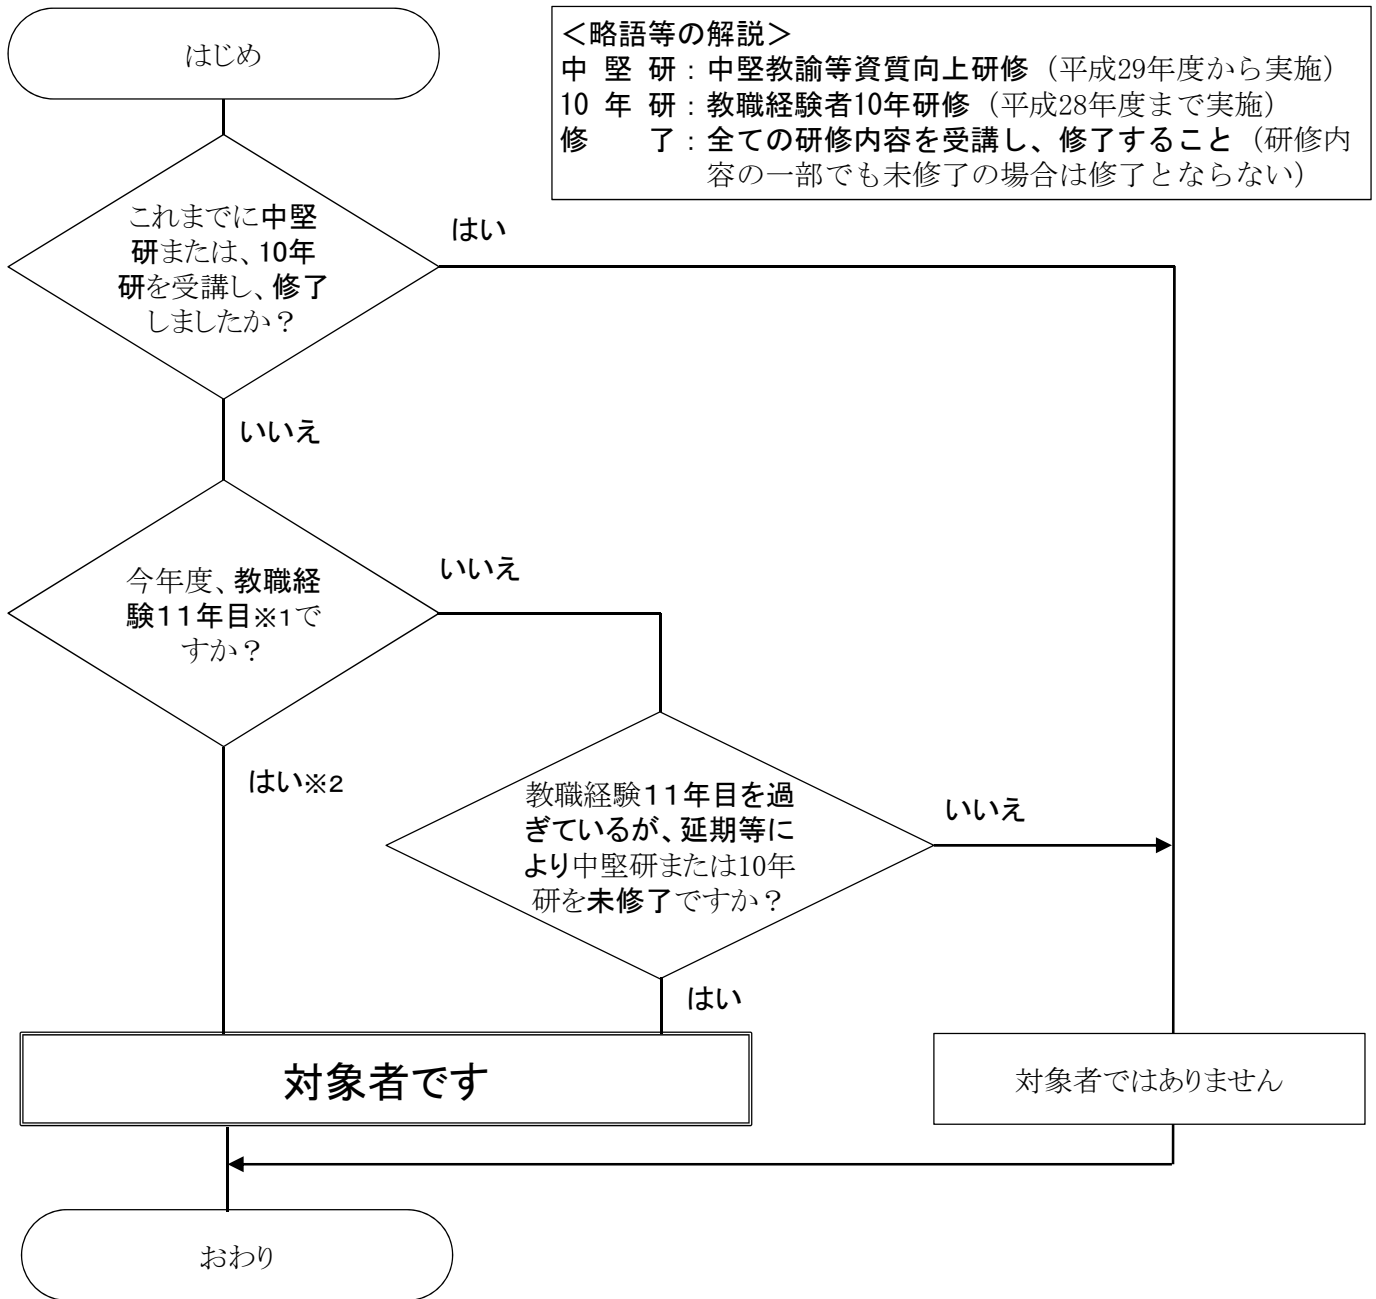 はじめ
＜略語等の解説＞
中堅研：中堅教諭等資質向上研修（平成29年度から実施）
10年研：教職経験者10年研修（平成28年度まで実施）
修　　了：全ての研修内容を受講し、修了すること（研修内
容の一部でも未修了の場合は修了とならない）
これまでに中堅
研または、10年
研を受講し、修了
しましたか？
はい
いいえ
今年度、教職経
験１１年目※1で
すか？
いいえ
はい※2
教職経験１１年目を過
ぎているが、延期等に
より中堅研または10年
研を未修了ですか？
いいえ
はい
対象者です
対象者ではありません
おわり